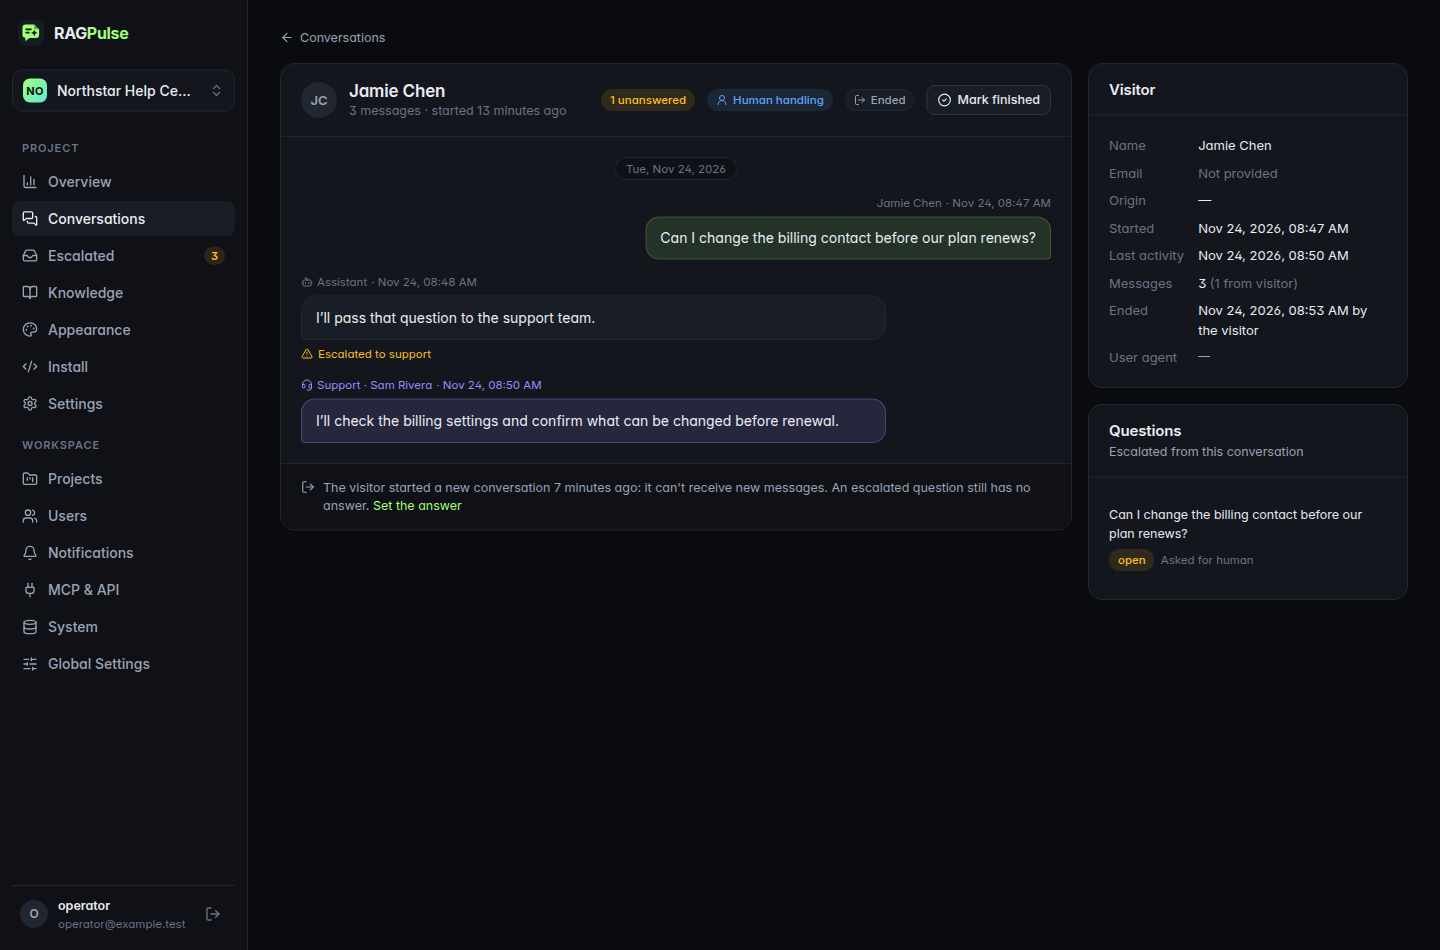 RAGPulse
NO Northstar Help Ce...
PROJECT
Overview
Conversations
Escalated 3
Knowledge
Appearance
Install
Settings
WORKSPACE
Projects
Users
Notifications
MCP & API
System
Global Settings
O operator
operator@example.test
Conversations
JC Jamie Chen
3 messages · started 13 minutes ago
1 unanswered Human handling Ended Mark finished
Tue, Nov 24, 2026
Jamie Chen · Nov 24, 08:47 AM
Can I change the billing contact before our plan renews?
Assistant · Nov 24, 08:48 AM
I’ll pass that question to the support team.
Escalated to support
Support · Sam Rivera · Nov 24, 08:50 AM
I’ll check the billing settings and confirm what can be changed before renewal.
The visitor started a new conversation 7 minutes ago: it can't receive new messages. An escalated question still has no
answer. Set the answer
Visitor
Name Jamie Chen
Email Not provided
Origin —
Started Nov 24, 2026, 08:47 AM
Last activity Nov 24, 2026, 08:50 AM
Messages 3 (1 from visitor)
Ended Nov 24, 2026, 08:53 AM by
the visitor
User agent —
Questions
Escalated from this conversation
Can I change the billing contact before our
plan renews?
open Asked for human